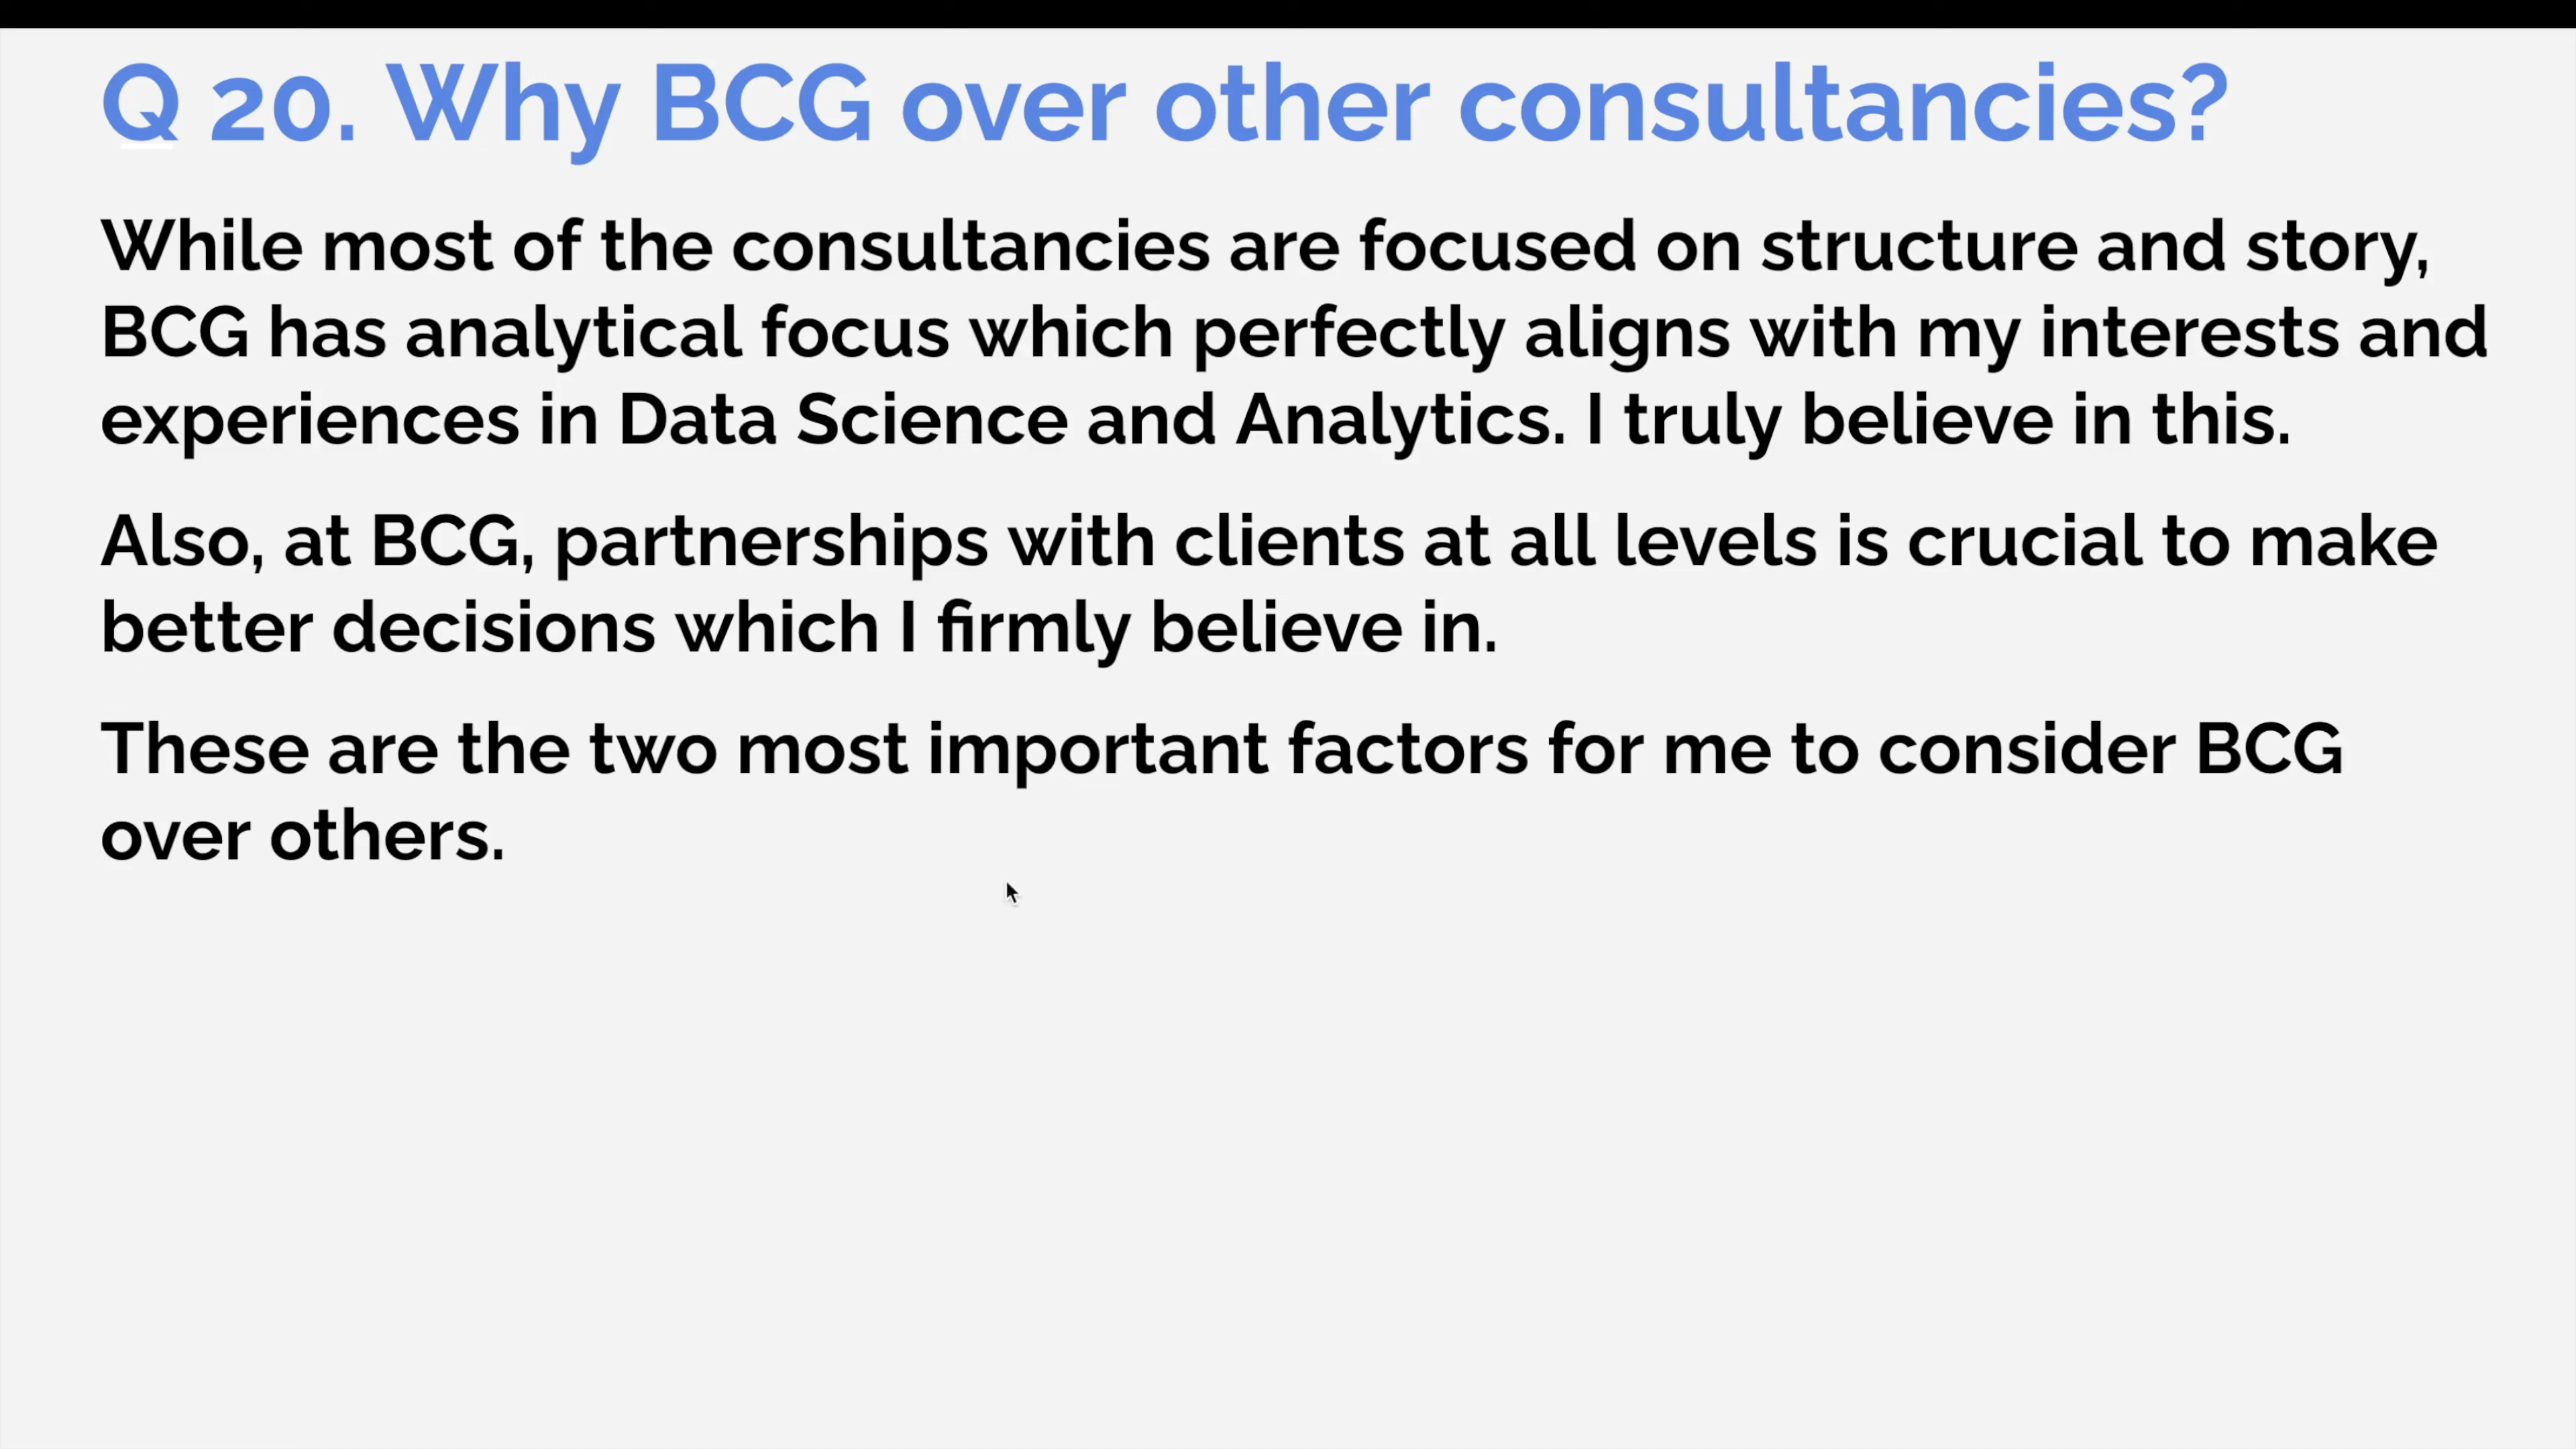 Q 20. Why BCG over other consultancies?
While most of the consultancies are focused on structure and story,
BCG has analytical focus which perfectly aligns with my interests and
experiences in Data Science and Analytics. I truly believe in this.
Also, at BCG, partnerships with clients at all levels is crucial to make
better decisions which I firmly believe in.
These are the two most important factors for me to consider BCG
over others.